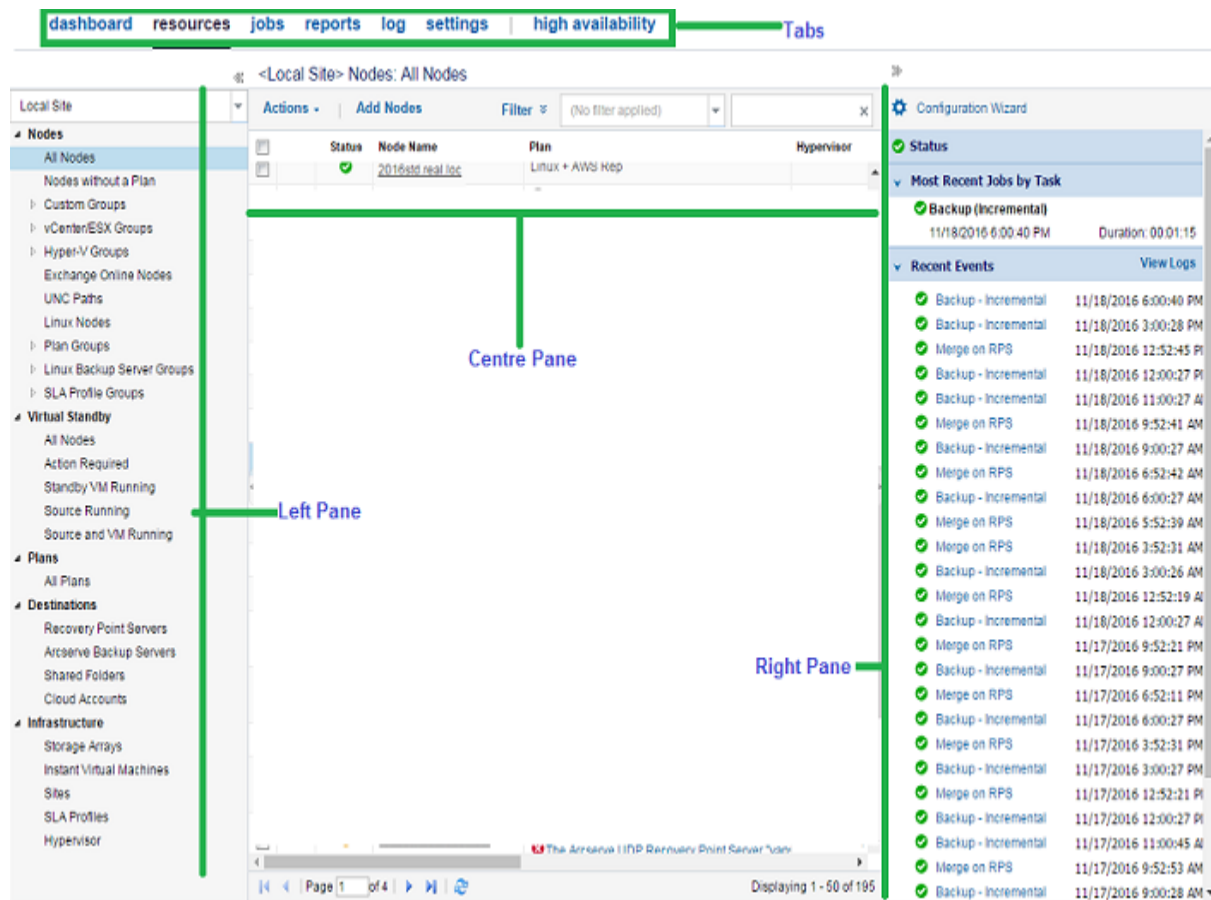 dashboard resources jobs reports log settings | high availability
Tabs
<Local Site> Nodes: All Nodes
Local Site
Nodes
All Nodes
Nodes without a Plan
Custom Groups
vCenter/ESX Groups
Hyper-V Groups
Exchange Online Nodes
UNC Paths
Linux Nodes
Plan Groups
Linux Backup Server Groups
SLA Profile Groups
Virtual Standby
All Nodes
Action Required
Standby VM Running
Source Running
Source and VM Running
Plans
All Plans
Destinations
Recovery Point Servers
Arcserve Backup Servers
Shared Folders
Cloud Accounts
Infrastructure
Storage Arrays
Instant Virtual Machines
Sites
SLA Profiles
Hypervisor
Left Pane
Actions | Add Nodes Filter (No filter applied)
Status Node Name Plan Hypervisor
2016std.real.loc Linux + AWS Rep
Centre Pane
The Arcserve UDP Recovery Point Server
Page 1 of 4 Displaying 1 - 50 of 195
Right Pane
Configuration Wizard
Status
Most Recent Jobs by Task
Backup (Incremental)
11/18/2016 6:00:40 PM Duration: 00:01:15
Recent Events View Logs
Backup - Incremental 11/18/2016 6:00:40 PM
Backup - Incremental 11/18/2016 3:00:28 PM
Merge on RPS 11/18/2016 12:52:45 P
Backup - Incremental 11/18/2016 12:00:27 P
Backup - Incremental 11/18/2016 11:00:27 A
Merge on RPS 11/18/2016 9:52:41 AM
Backup - Incremental 11/18/2016 9:00:27 AM
Merge on RPS 11/18/2016 6:52:42 AM
Backup - Incremental 11/18/2016 6:00:27 AM
Merge on RPS 11/18/2016 5:52:39 AM
Merge on RPS 11/18/2016 3:52:31 AM
Backup - Incremental 11/18/2016 3:00:26 AM
Merge on RPS 11/18/2016 12:52:19 A
Backup - Incremental 11/18/2016 12:00:27 A
Merge on RPS 11/17/2016 9:52:21 PM
Backup - Incremental 11/17/2016 9:00:27 PM
Merge on RPS 11/17/2016 6:52:11 PM
Backup - Incremental 11/17/2016 6:00:27 PM
Merge on RPS 11/17/2016 3:52:31 PM
Backup - Incremental 11/17/2016 3:00:27 PM
Merge on RPS 11/17/2016 12:52:21 P
Backup - Incremental 11/17/2016 12:00:27 P
Backup - Incremental 11/17/2016 11:00:45 A
Merge on RPS 11/17/2016 9:52:53 AM
Backup - Incremental 11/17/2016 9:00:28 AM